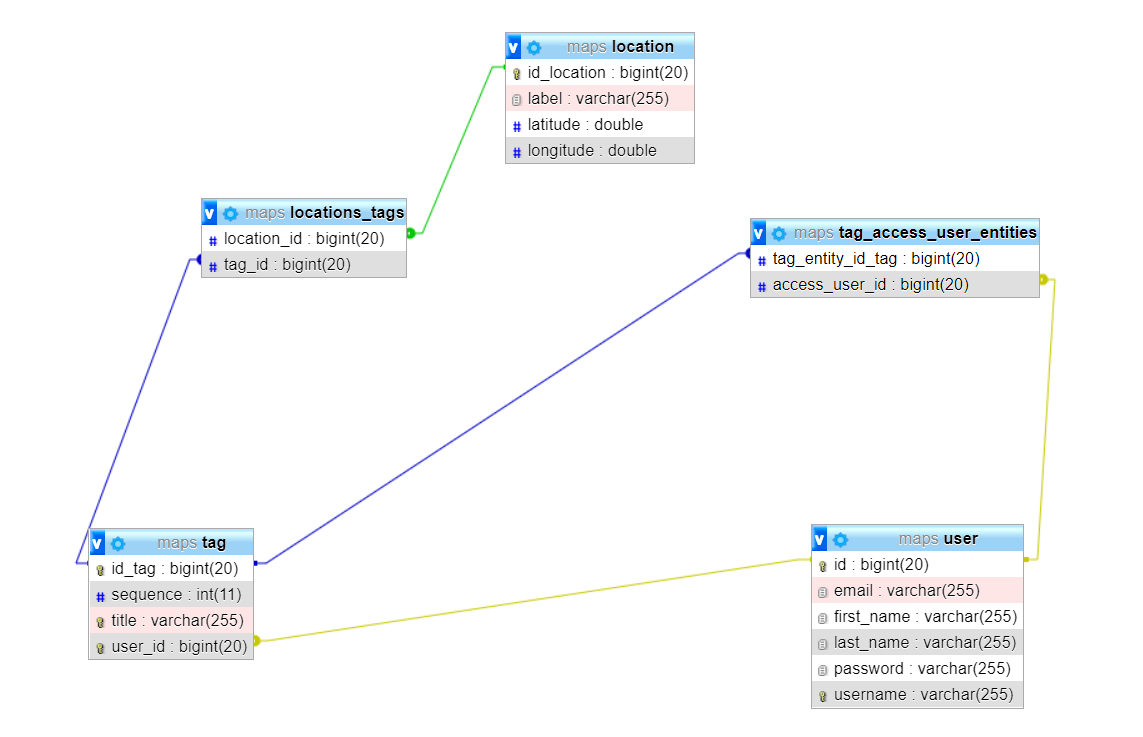 v maps location
id_location : bigint(20)
label : varchar(255)
# latitude : double
# longitude : double
v maps locations_tags
# location_id : bigint(20)
# tag_id : bigint(20)
v maps tag_access_user_entities
# tag_entity_id_tag : bigint(20)
# access_user_id : bigint(20)
v maps tag
id_tag : bigint(20)
# sequence : int(11)
title : varchar(255)
user_id : bigint(20)
v maps user
id : bigint(20)
email : varchar(255)
first_name : varchar(255)
last_name : varchar(255)
password : varchar(255)
username : varchar(255)